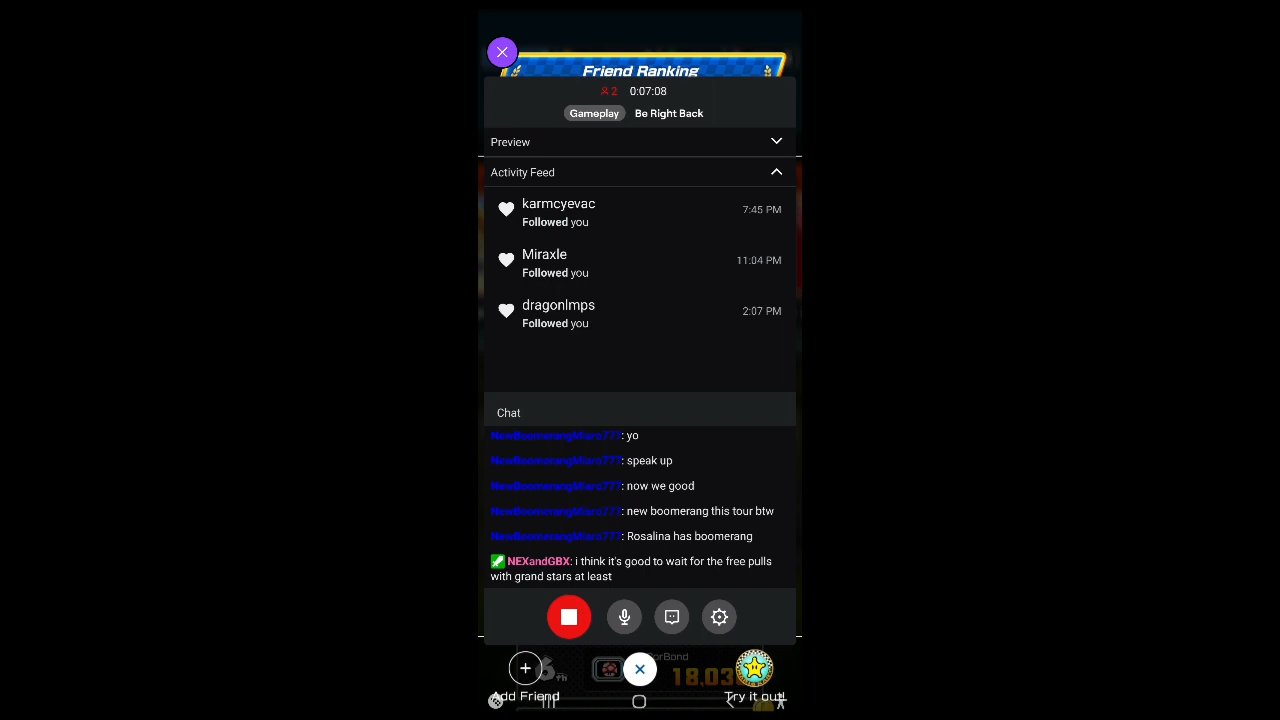 Friend Ranking
2 0:07:08
Gameplay Be Right Back
Preview
Activity Feed
karmcyevac
Followed you
7:45 PM
Miraxle
Followed you
11:04 PM
dragonlmps
Followed you
2:07 PM
Chat
: yo
: speak up
: now we good
: new boomerang this tour btw
: Rosalina has boomerang
NEXandGBX: i think it's good to wait for the free pulls
with grand stars at least
6th
Add Friend
Try it out!